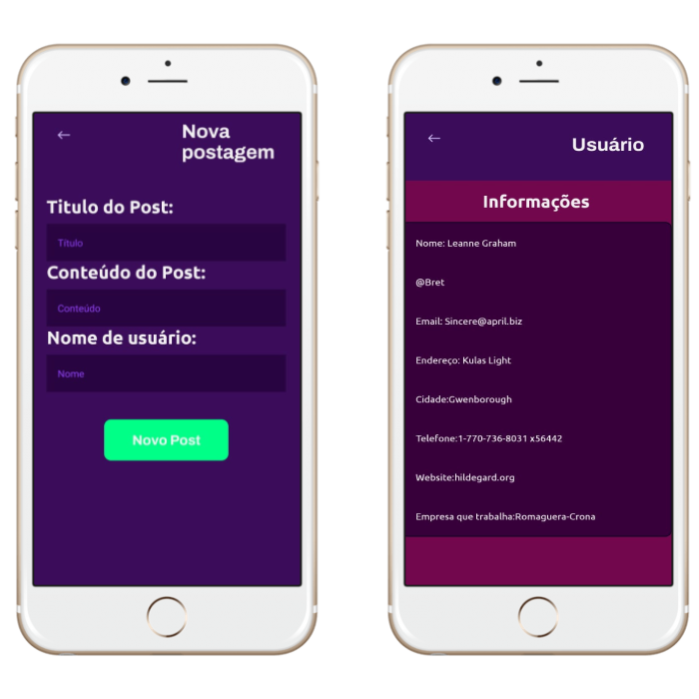 Nova
postagem
Titulo do Post:
Título
Conteúdo do Post:
Conteúdo
Nome de usuário:
Nome
Novo Post
Usuário
Informações
Nome: Leanne Graham
@Bret
Email: Sincere@april.biz
Endereço: Kulas Light
Cidade:Gwenborough
Telefone:1-770-736-8031 x56442
Website:hildegard.org
Empresa que trabalha:Romaguera-Crona